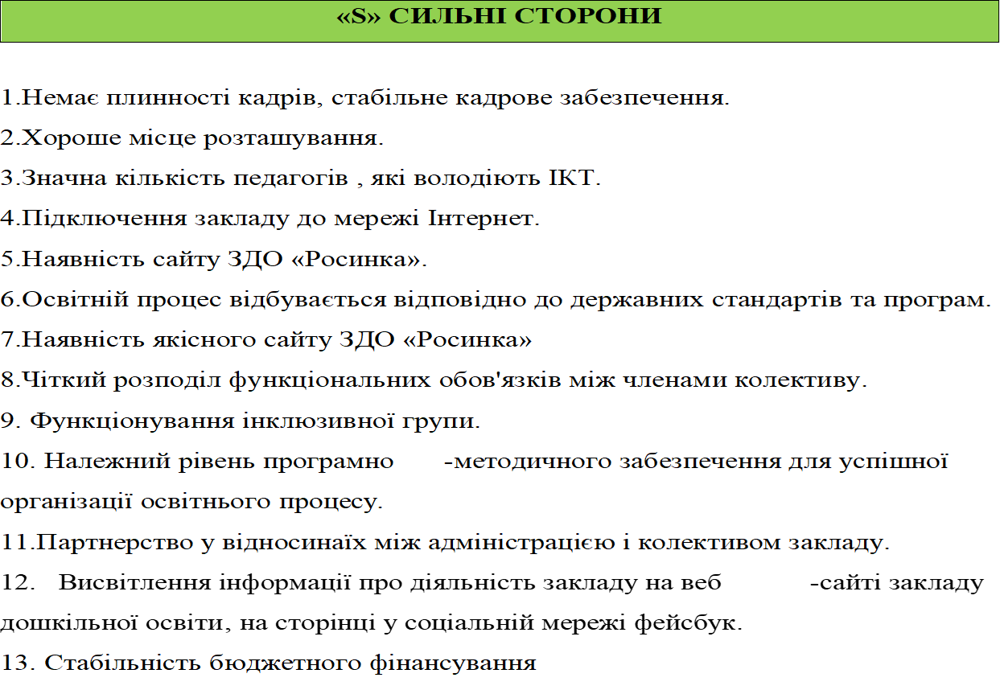 «S» СИЛЬНІ СТОРОНИ
1.Немає плинності кадрів, стабільне кадрове забезпечення.
2.Хороше місце розташування.
3.Значна кількість педагогів , які володіють ІКТ.
4.Підключення закладу до мережі Інтернет.
5.Наявність сайту ЗДО «Росинка».
6.Освітній процес відбувається відповідно до державних стандартів та програм.
7.Наявність якісного сайту ЗДО «Росинка»
8.Чіткий розподіл функціональних обов'язків між членами колективу.
9. Функціонування інклюзивної групи.
10. Належний рівень програмно -методичного забезпечення для успішної
організації освітнього процесу.
11.Партнерство у відносинаїх між адміністрацією і колективом закладу.
12. Висвітлення інформації про діяльність закладу на веб -сайті закладу
дошкільної освіти, на сторінці у соціальній мережі фейсбук.
13. Стабільність бюджетного фінансування